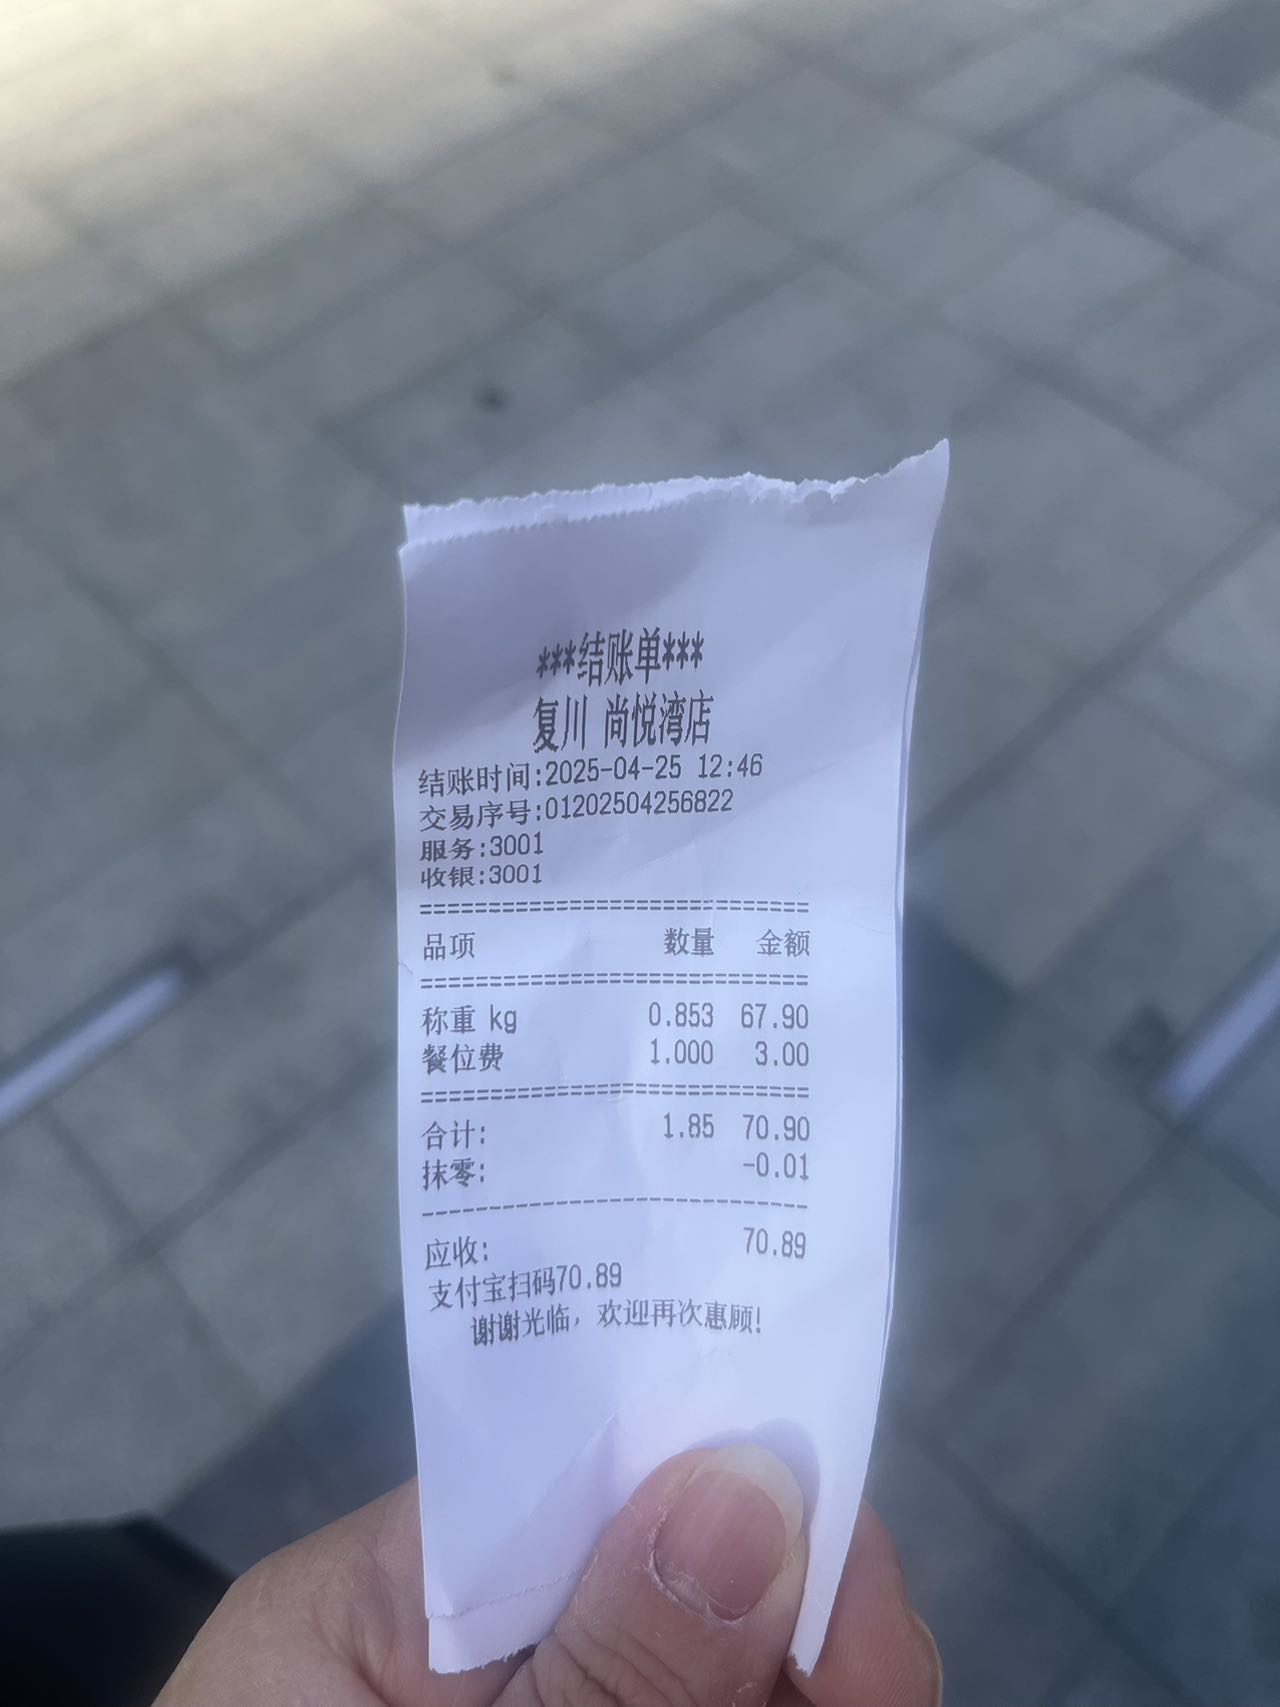 ***结账单***
复川 尚悦湾店
结账时间:2025-04-25 12:46
交易序号:01202504256822
服务:3001
收银:3001
============================
品项 数量 金额
============================
称重 kg 0.853 67.90
餐位费 1.000 3.00
============================
合计: 1.85 70.90
抹零: -0.01
----------------------------
应收: 70.89
支付宝扫码70.89
谢谢光临，欢迎再次惠顾!